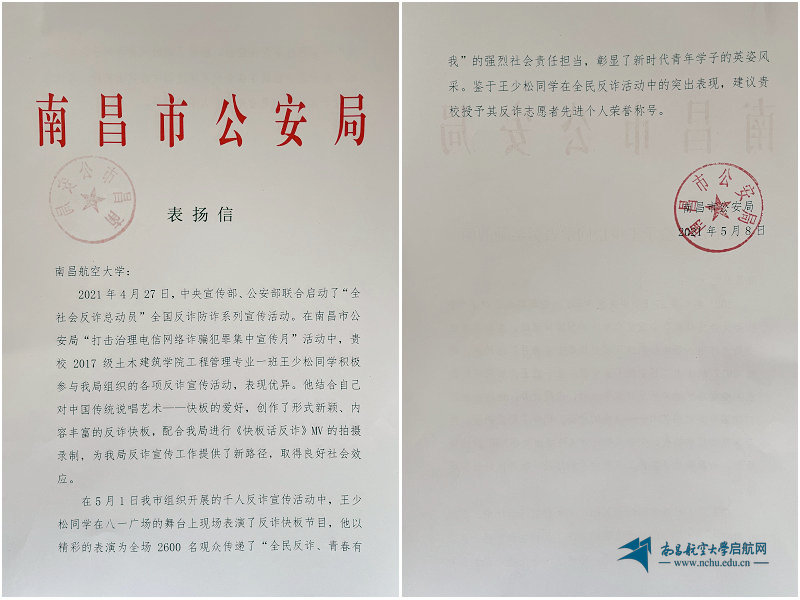 南昌市公安局
南昌市公安局
表扬信
南昌航空大学：
2021年4月27日，中央宣传部、公安部联合启动了“全
社会反诈总动员”全国反诈防诈系列宣传活动。在南昌市公
安局“打击治理电信网络诈骗犯罪集中宣传月”活动中，贵
校 2017 级土木建筑学院工程管理专业一班王少松同学积极
参与我局组织的各项反诈宣传活动，表现优异。他结合自己
对中国传统说唱艺术——快板的爱好，创作了形式新颖、内
容丰富的反诈快板，配合我局进行《快板话反诈》MV的拍摄
录制，为我局反诈宣传工作提供了新路径，取得良好社会效
应。
在5月1日我市组织开展的千人反诈宣传活动中，王少
松同学在八一广场的舞台上现场表演了反诈快板节目，他以
精彩的表演为全场 2600 名观众传递了“全民反诈、青春有
我”的强烈社会责任担当，彰显了新时代青年学子的英姿风
采。鉴于王少松同学在全民反诈活动中的突出表现，建议贵
校授予其反诈志愿者先进个人荣誉称号。
南昌市公安局
南昌市公安局
2021年5月8日
南昌航空大学启航网
www.nchu.edu.cn